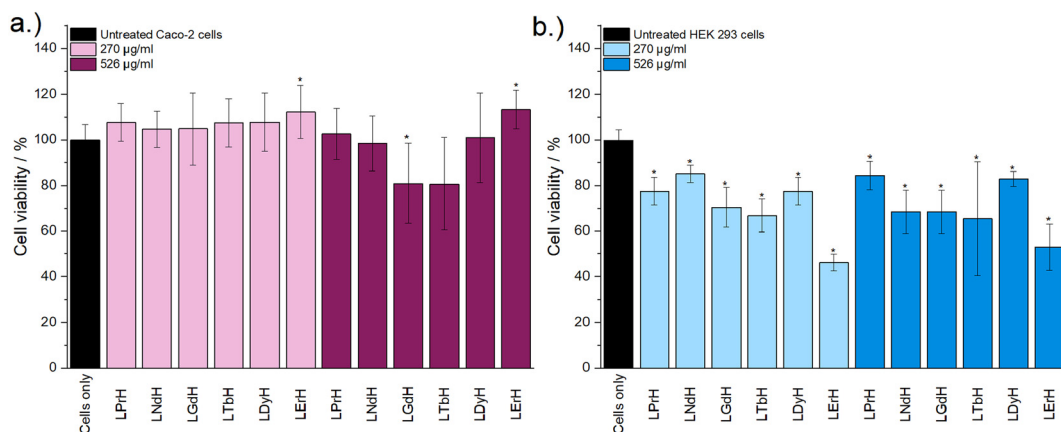 a.)
Untreated Caco-2 cells
270 µg/ml
526 µg/ml
Cell viability / %
140
120
100
80
60
40
20
0
* * *
Cells only
LPrH
LNdH
LGdH
LTbH
LDyH
LErH
LPrH
LNdH
LGdH
LTbH
LDyH
LErH
b.)
Untreated HEK 293 cells
270 µg/ml
526 µg/ml
Cell viability / %
140
120
100
80
60
40
20
0
* * * * * * * * * * * *
Cells only
LPrH
LNdH
LGdH
LTbH
LDyH
LErH
LPrH
LNdH
LGdH
LTbH
LDyH
LErH